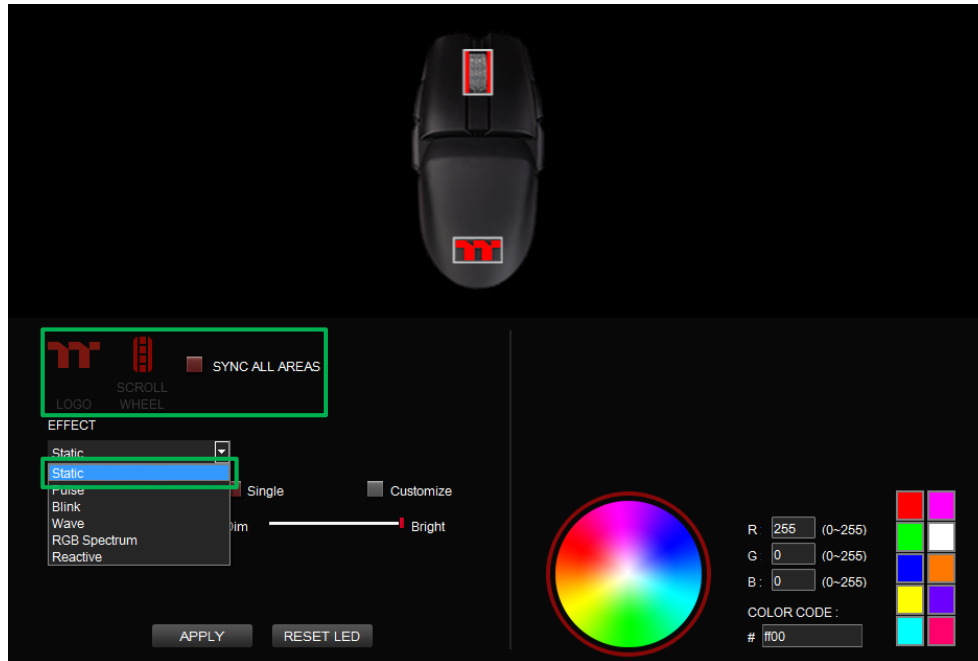 SYNC ALL AREAS
SCROLL
LOGO WHEEL
EFFECT
Static
Static
Pulse
Single Customize
Blink
Wave
Dim Bright
RGB Spectrum
Reactive
R : 255 (0~255)
G : 0 (0~255)
B : 0 (0~255)
COLOR CODE :
# ff00
APPLY RESET LED